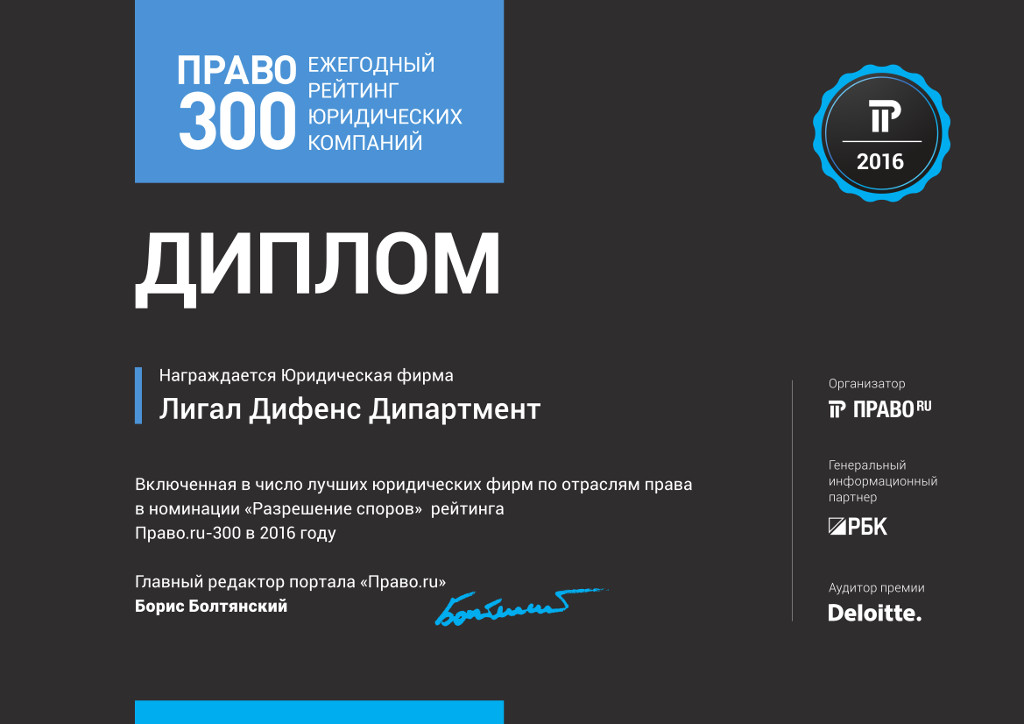 ПРАВО
300
ЕЖЕГОДНЫЙ
РЕЙТИНГ
ЮРИДИЧЕСКИХ
КОМПАНИЙ
2016
ДИПЛОМ
Награждается Юридическая фирма
Лигал Дифенс Дипартмент
Включенная в число лучших юридических фирм по отраслям права
в номинации «Разрешение споров» рейтинга
Право.ru-300 в 2016 году
Главный редактор портала «Право.ru»
Борис Болтянский
Организатор
ПРАВО RU
Генеральный
информационный
партнер
РБК
Аудитор премии
Deloitte.